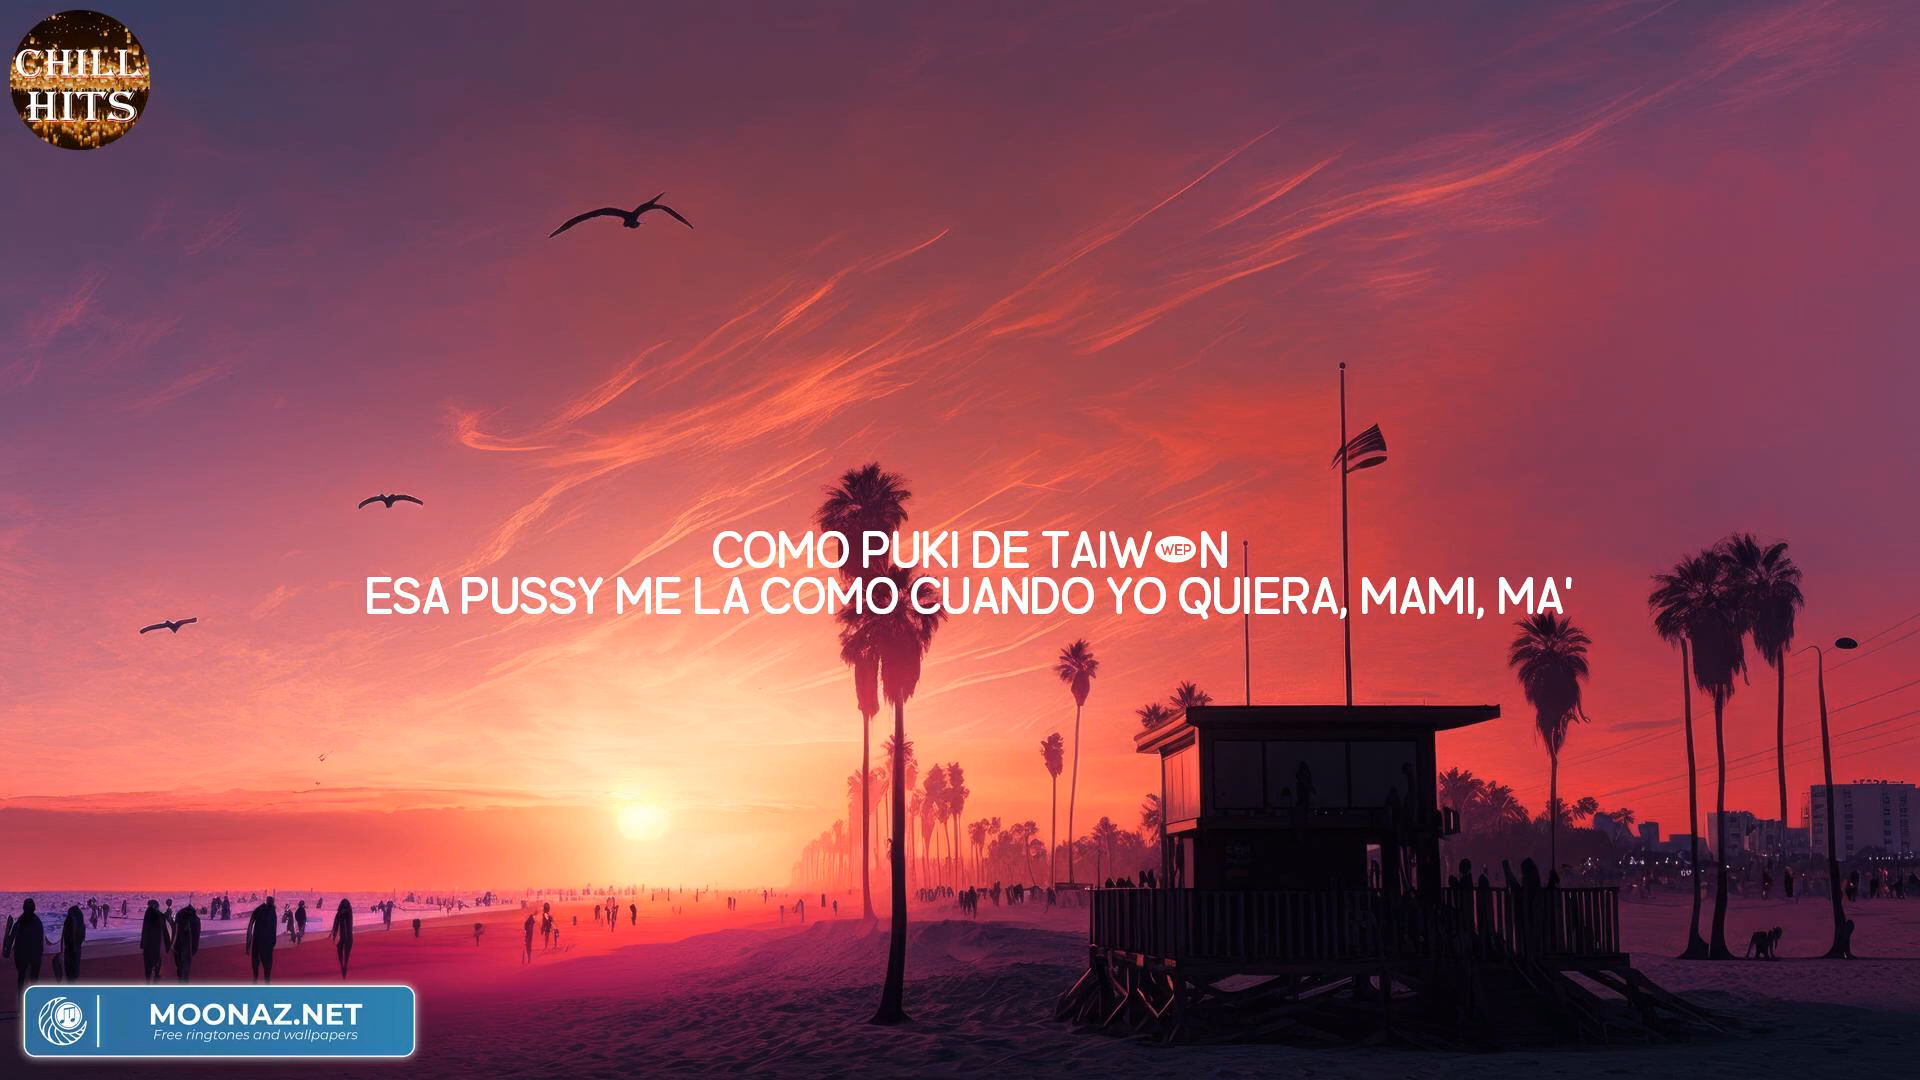 CHILL
HITS
COMO PUKI DE TAIWÁN
ESA PUSSY ME LA COMO CUANDO YO QUIERA, MAMI, MA'
MOONAZ.NET
Free ringtones and wallpapers